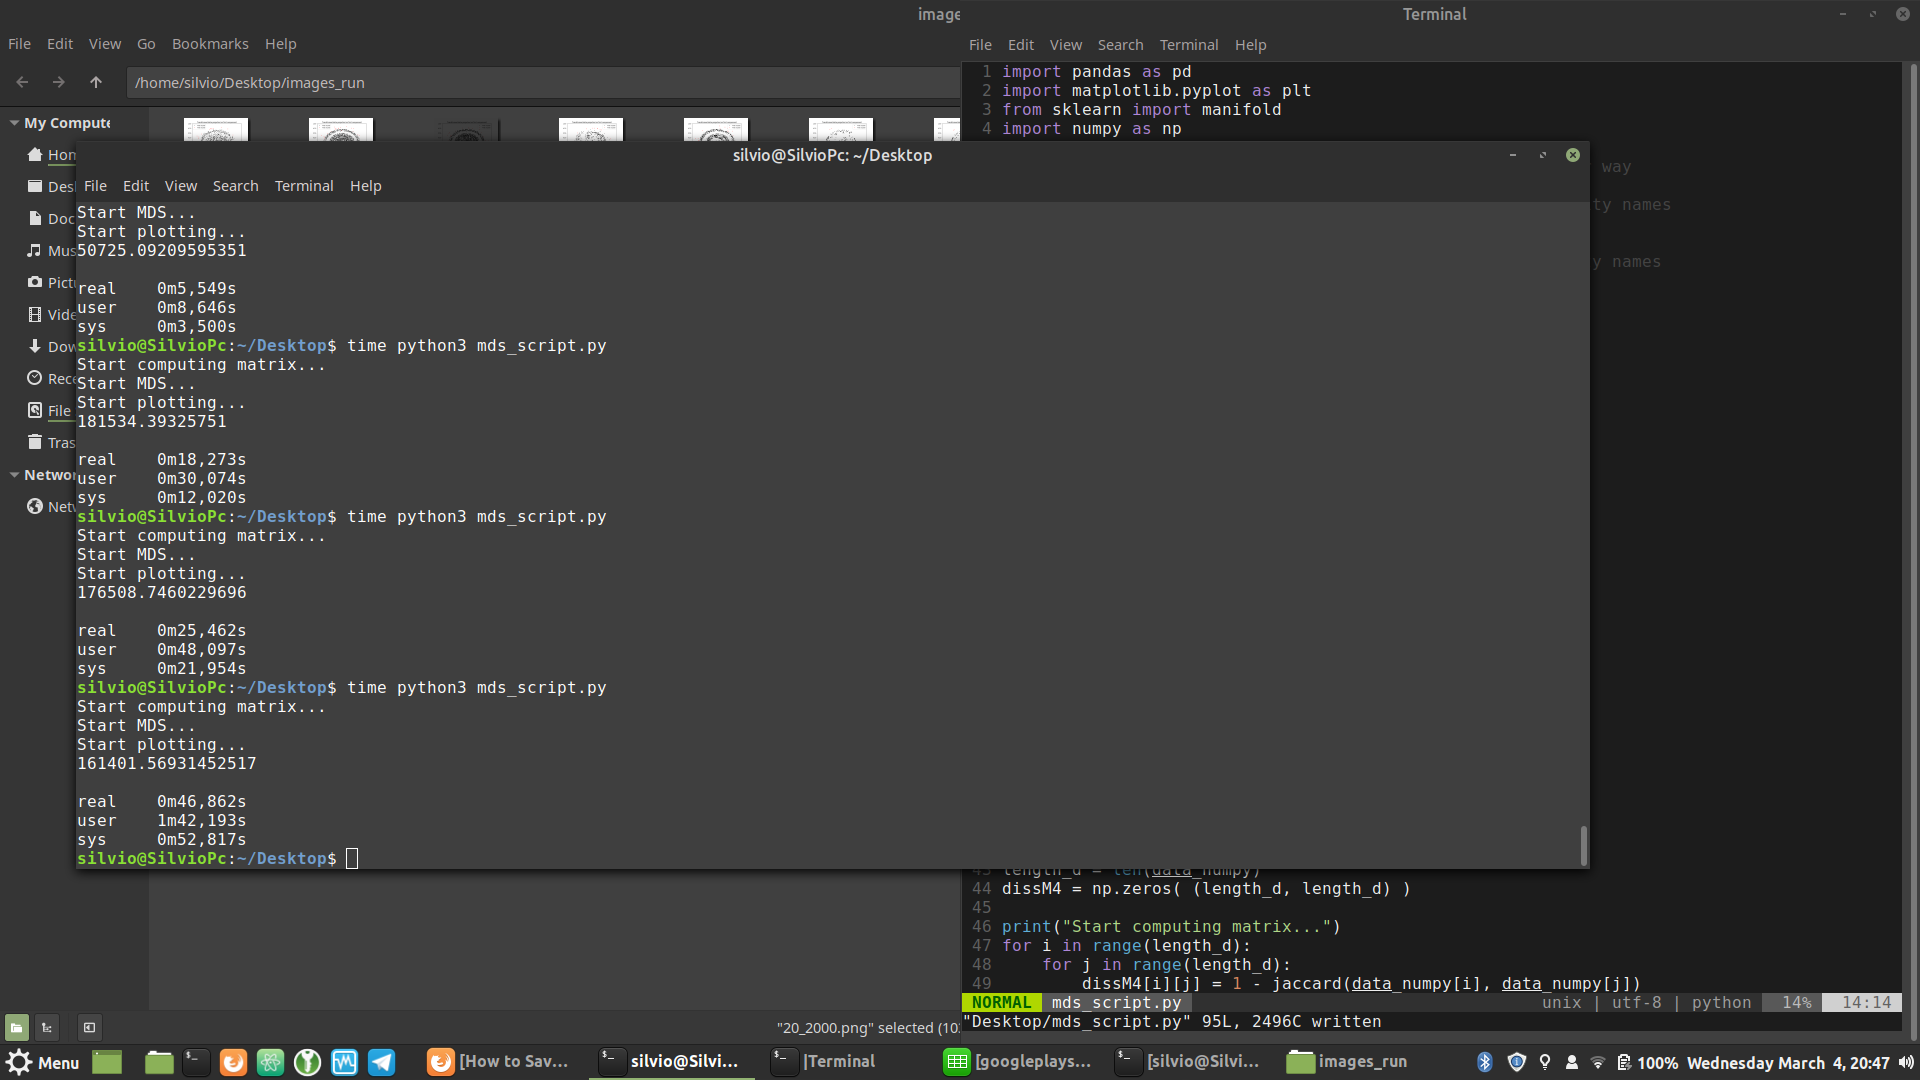 image
File Edit View Go Bookmarks Help
/home/silvio/Desktop/images_run
My Compute
Hom
Des
Doc
Mus
Pictu
Vide
Dow
Rece
File
Tras
Networ
Netw
Terminal
File Edit View Search Terminal Help
1 import pandas as pd
2 import matplotlib.pyplot as plt
3 from sklearn import manifold
4 import numpy as np
way
ty names
y names
silvio@SilvioPc: ~/Desktop
File Edit View Search Terminal Help
Start MDS...
Start plotting...
50725.09209595351
real 0m5,549s
user 0m8,646s
sys 0m3,500s
silvio@SilvioPc:~/Desktop$ time python3 mds_script.py
Start computing matrix...
Start MDS...
Start plotting...
181534.39325751
real 0m18,273s
user 0m30,074s
sys 0m12,020s
silvio@SilvioPc:~/Desktop$ time python3 mds_script.py
Start computing matrix...
Start MDS...
Start plotting...
176508.7460229696
real 0m25,462s
user 0m48,097s
sys 0m21,954s
silvio@SilvioPc:~/Desktop$ time python3 mds_script.py
Start computing matrix...
Start MDS...
Start plotting...
161401.56931452517
real 0m46,862s
user 1m42,193s
sys 0m52,817s
silvio@SilvioPc:~/Desktop$
43 length_d = len(data_numpy)
44 dissM4 = np.zeros( (length_d, length_d) )
45
46 print("Start computing matrix...")
47 for i in range(length_d):
48 for j in range(length_d):
49 dissM4[i][j] = 1 - jaccard(data_numpy[i], data_numpy[j])
NORMAL mds_script.py unix | utf-8 | python 14% 14:14
"Desktop/mds_script.py" 95L, 2496C written
"20_2000.png" selected (10
Menu [How to Sav... silvio@Silvi... |Terminal [googleplays... [silvio@Silvi... images_run 100% Wednesday March 4, 20:47